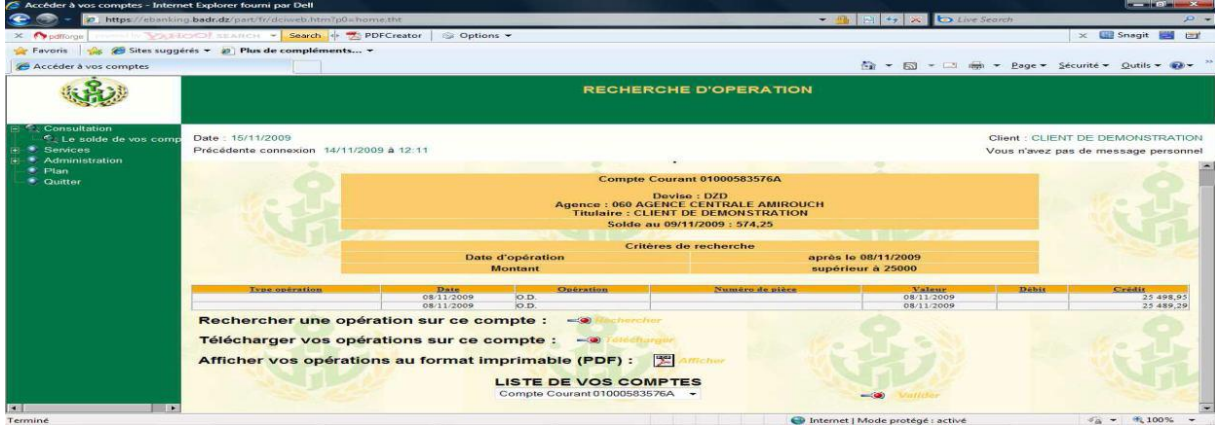 Accéder à vos comptes - Internet Explorer fourni par Dell
https://ebanking.badr.dz/part/fr/dciweb.htm?p0=home.tht
Live Search
pdfforge SEARCH Search PDFCreator Options Snagit
Favoris Sites suggérés Plus de compléments...
Accéder à vos comptes Page Sécurité Outils
RECHERCHE D'OPERATION
Consultation
Le solde de vos comp
Services
Administration
Plan
Quitter
Date : 15/11/2009 Client : CLIENT DE DEMONSTRATION
Précédente connexion 14/11/2009 à 12:11 Vous n'avez pas de message personnel
Compte Courant 01000583576A
Devise : DZD
Agence : 060 AGENCE CENTRALE AMIROUCH
Titulaire : CLIENT DE DEMONSTRATION
Solde au 09/11/2009 : 574,25
Critères de recherche
Date d'opération après le 08/11/2009
Montant supérieur à 25000
Type opération Date Opération Numéro de pièce Valeur Débit Crédit
08/11/2009 O.D. 08/11/2009 25 498,95
08/11/2009 O.D. 08/11/2009 25 489,29
Rechercher une opération sur ce compte : Rechercher
Télécharger vos opérations sur ce compte : Télécharger
Afficher vos opérations au format imprimable (PDF) : Afficher
LISTE DE VOS COMPTES
Compte Courant 01000583576A Valider
Terminé Internet | Mode protégé : activé 100%